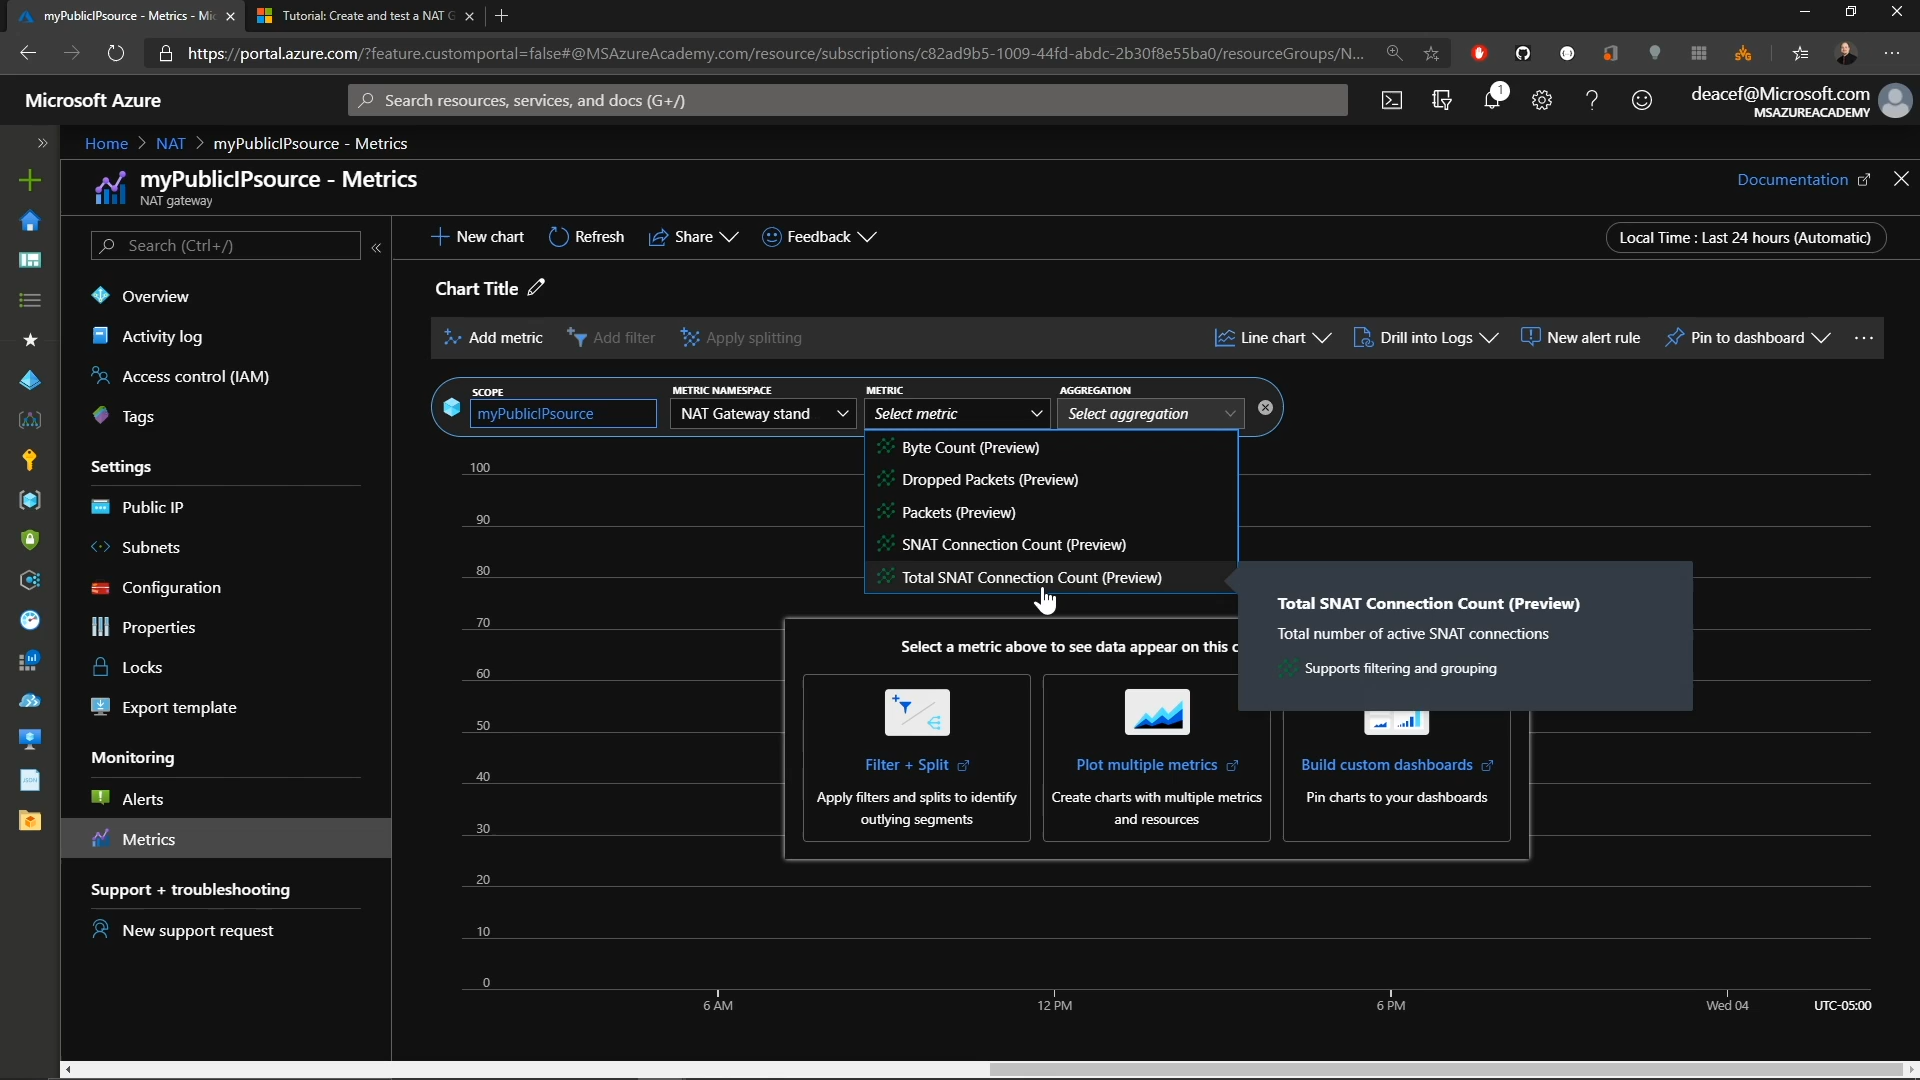 myPublicIPsource - Metrics - Mic
Tutorial: Create and test a NAT G
https://portal.azure.com/?feature.customportal=false#@MSAzureAcademy.com/resource/subscriptions/c82ad9b5-1009-44fd-abdc-2b30f8e55ba0/resourceGroups/N...
Microsoft Azure
Search resources, services, and docs (G+/)
1
deacef@Microsoft.com
MSAZUREACADEMY
Home > NAT > myPublicIPsource - Metrics
myPublicIPsource - Metrics
NAT gateway
Documentation
Search (Ctrl+/)
Overview
Activity log
Access control (IAM)
Tags
Settings
Public IP
Subnets
Configuration
Properties
Locks
Export template
Monitoring
Alerts
Metrics
Support + troubleshooting
New support request
New chart
Refresh
Share
Feedback
Local Time : Last 24 hours (Automatic)
Chart Title
Add metric
Add filter
Apply splitting
Line chart
Drill into Logs
New alert rule
Pin to dashboard
SCOPE
myPublicIPsource
METRIC NAMESPACE
NAT Gateway stand
METRIC
Select metric
AGGREGATION
Select aggregation
Byte Count (Preview)
Dropped Packets (Preview)
Packets (Preview)
SNAT Connection Count (Preview)
Total SNAT Connection Count (Preview)
Total SNAT Connection Count (Preview)
Total number of active SNAT connections
Supports filtering and grouping
Select a metric above to see data appear on this c
Filter + Split
Apply filters and splits to identify
outlying segments
Plot multiple metrics
Create charts with multiple metrics
and resources
Build custom dashboards
Pin charts to your dashboards
100
90
80
70
60
50
40
30
20
10
0
6 AM
12 PM
6 PM
Wed 04
UTC-05:00